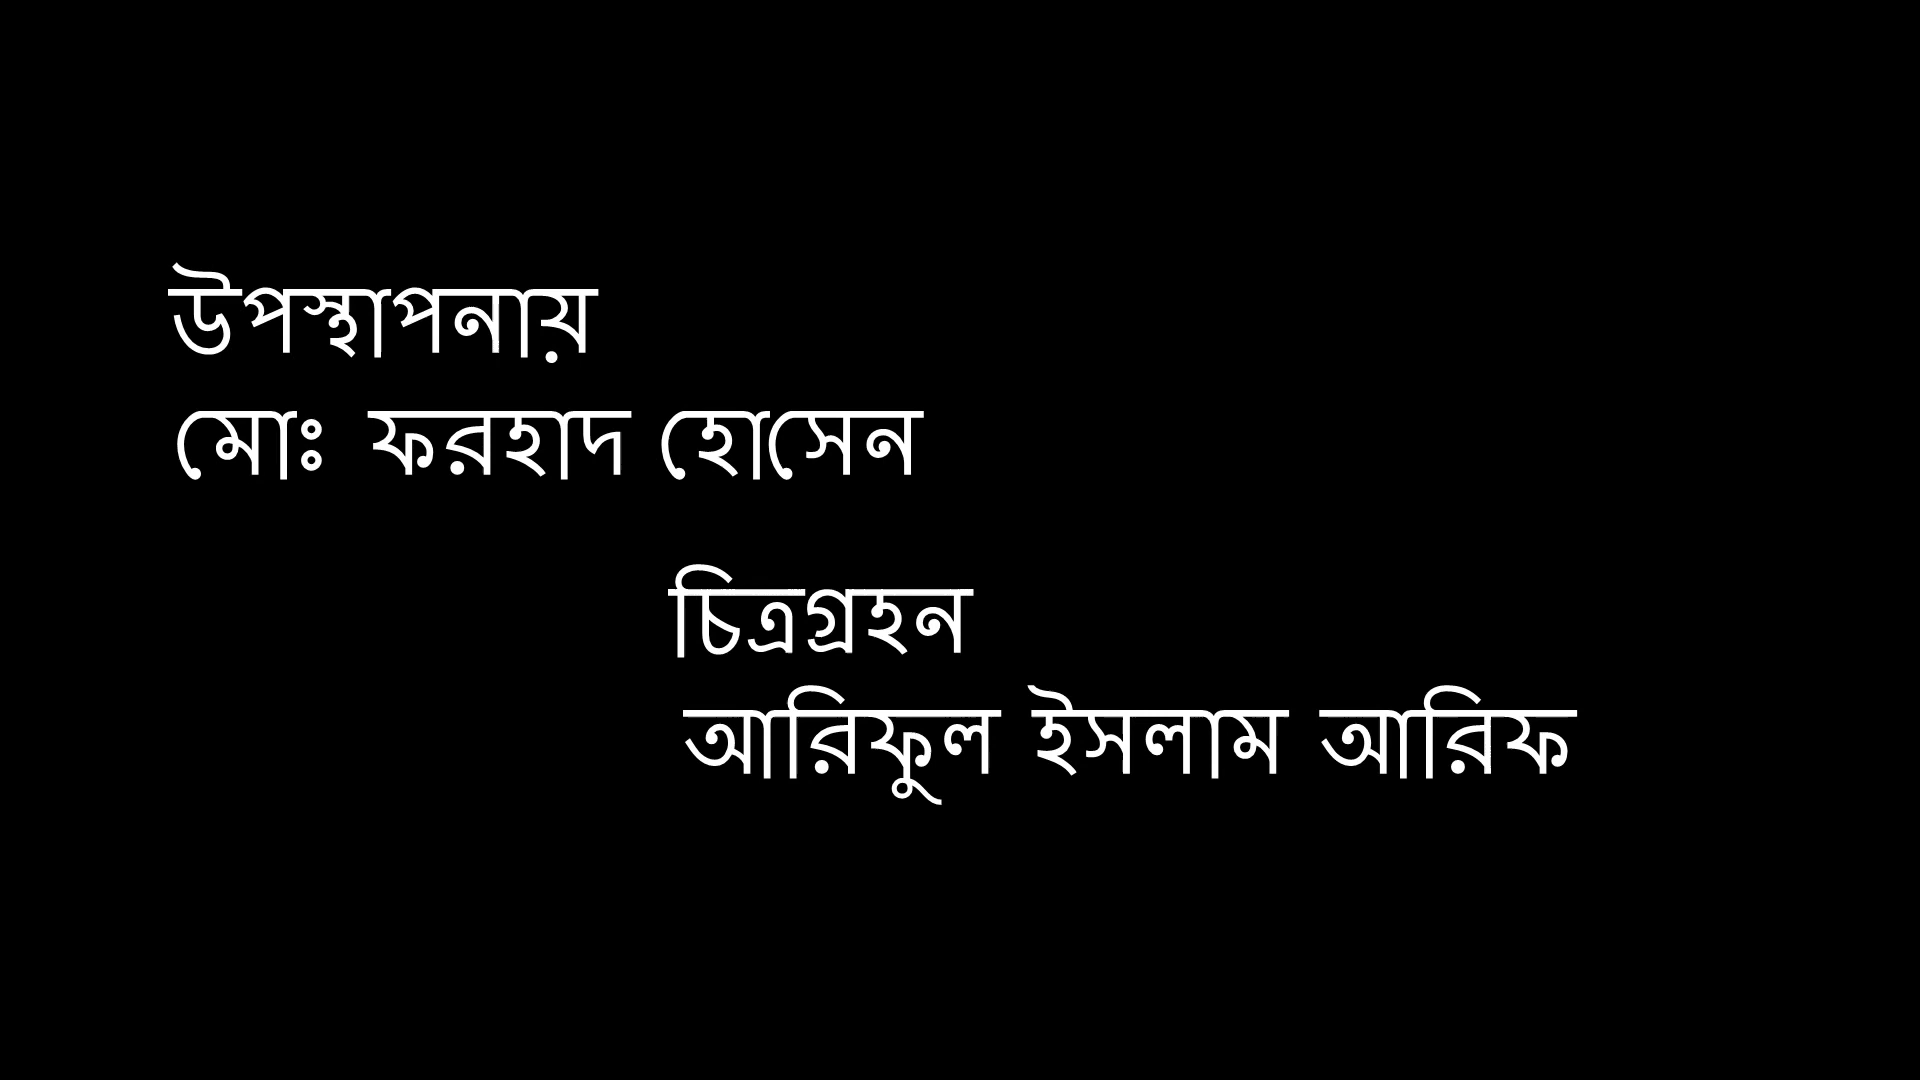 উপস্থাপনায়
মোঃ ফরহাদ হোসেন
চিত্রগ্রহন
আরিফুল ইসলাম আরিফ